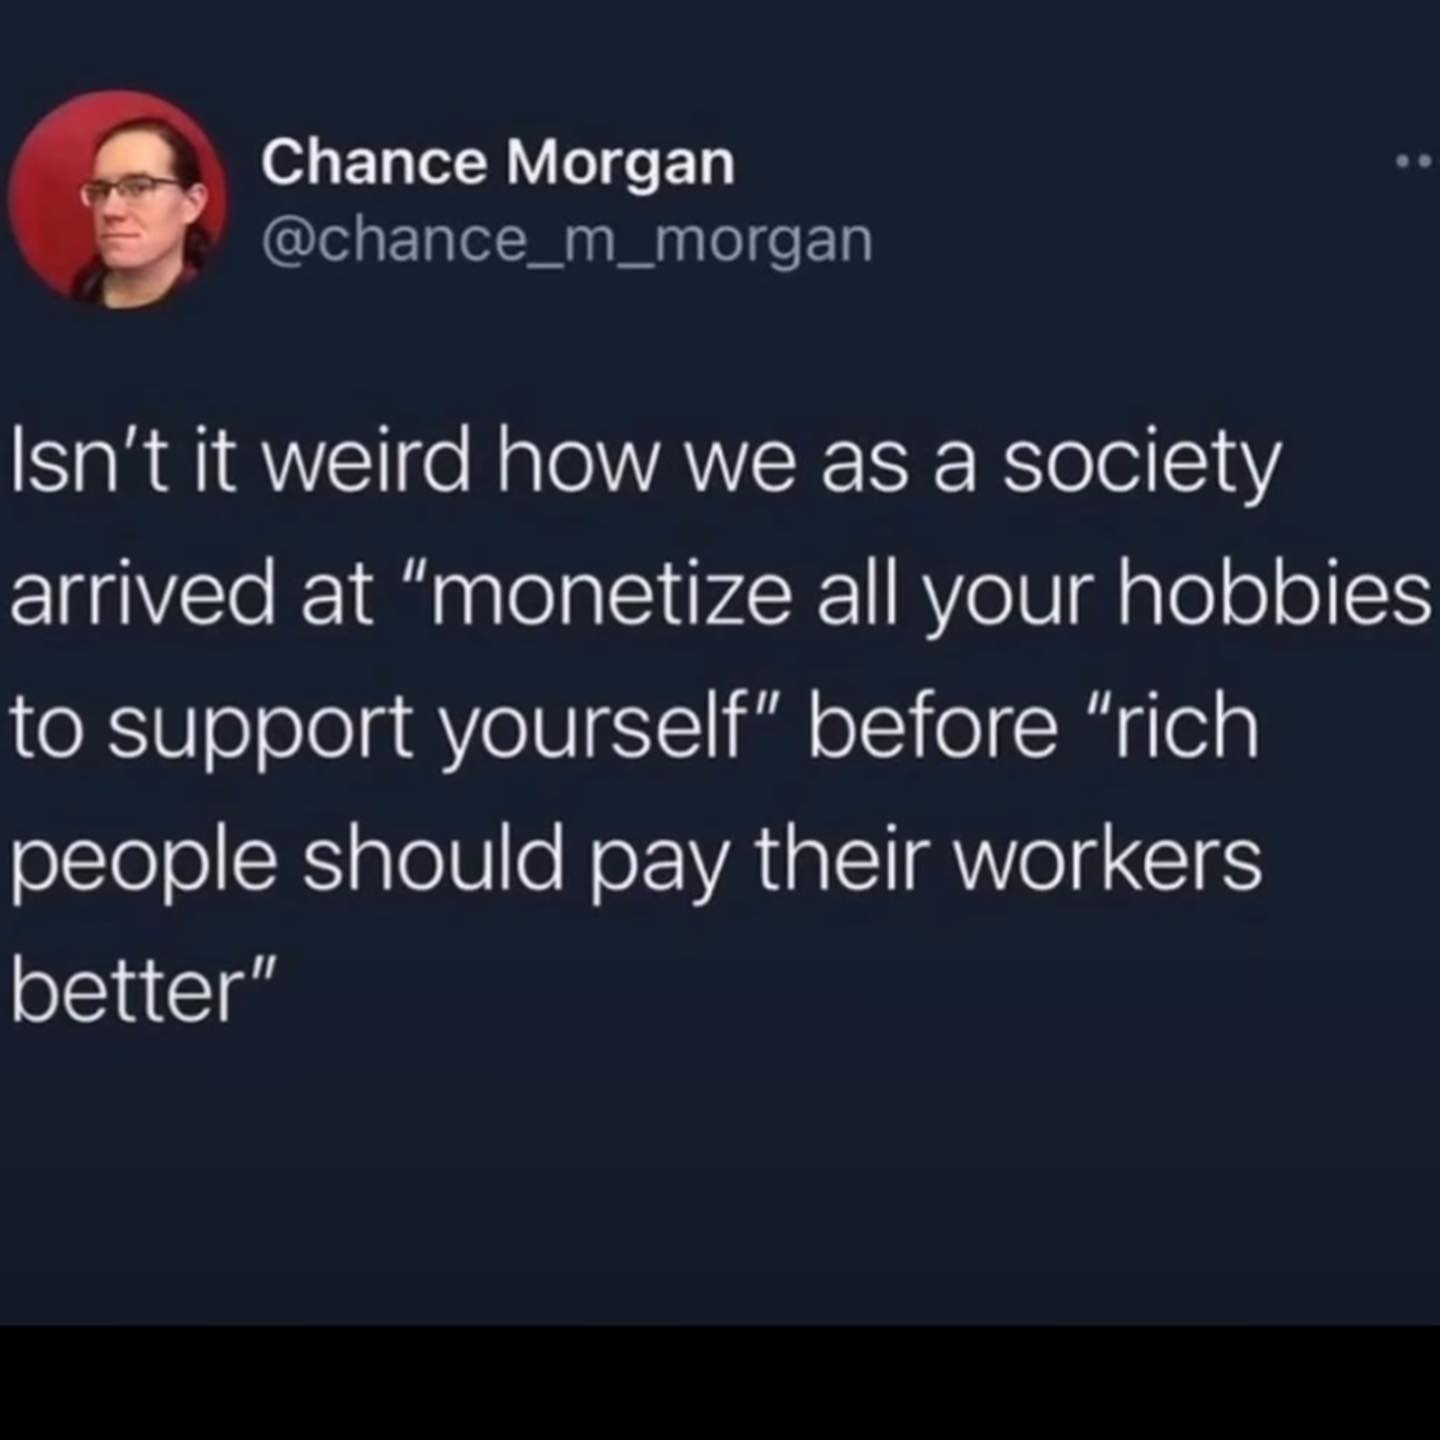 Chance Morgan
@chance_m_morgan
Isn’t it weird how we as a society
arrived at “monetize all your hobbies
to support yourself” before “rich
people should pay their workers
better”